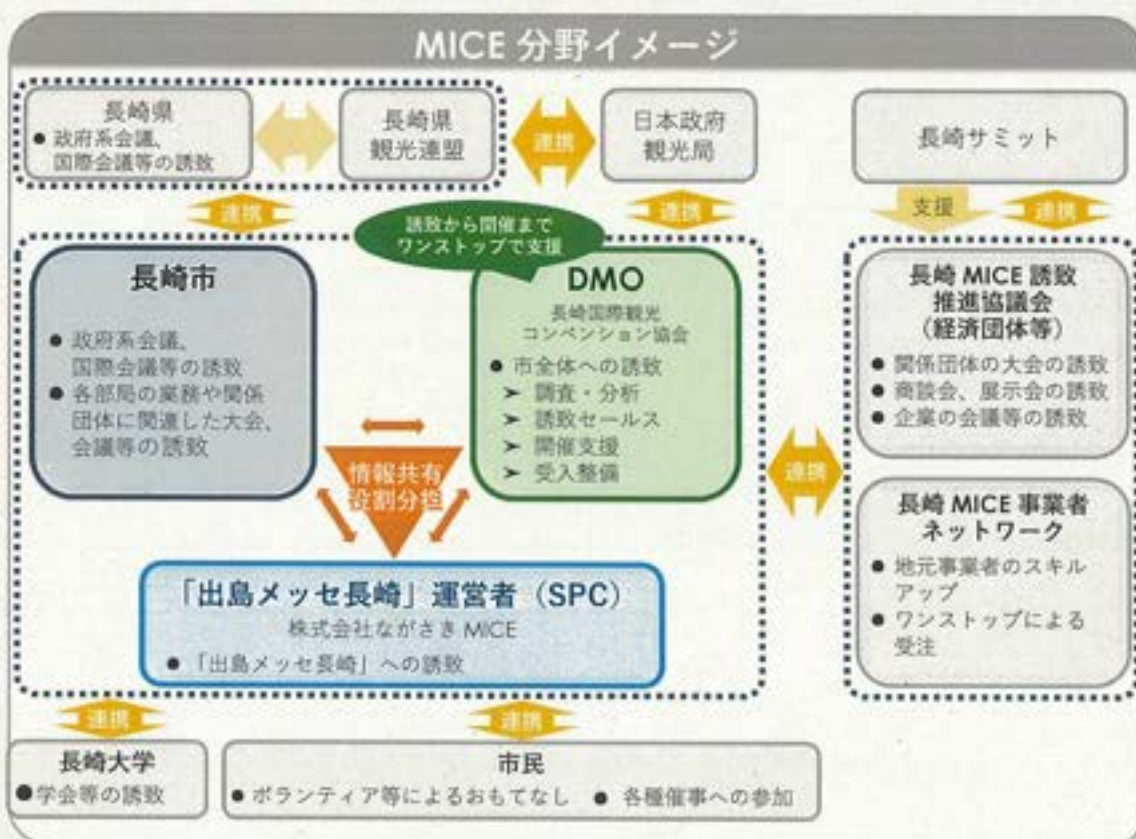 MICE 分野イメージ
長崎県
● 政府系会議、
国際会議等の誘致
長崎県
観光連盟
連携
日本政府
観光局
長崎サミット
連携
連携
支援
連携
誘致から開催まで
ワンストップで支援
長崎市
● 政府系会議、
国際会議等の誘致
● 各部局の業務や関係
団体に関連した大会、
会議等の誘致
DMO
長崎国際観光
コンベンション協会
● 市全体への誘致
➤ 調査・分析
➤ 誘致セールス
➤ 開催支援
➤ 受入整備
情報共有
役割分担
「出島メッセ長崎」運営者（SPC）
株式会社ながさき MICE
● 「出島メッセ長崎」への誘致
連携
長崎 MICE 誘致
推進協議会
（経済団体等）
● 関係団体の大会の誘致
● 商談会、展示会の誘致
● 企業の会議等の誘致
長崎 MICE 事業者
ネットワーク
● 地元事業者のスキル
アップ
● ワンストップによる
受注
連携
連携
長崎大学
●学会等の誘致
市民
● ボランティア等によるおもてなし ● 各種催事への参加